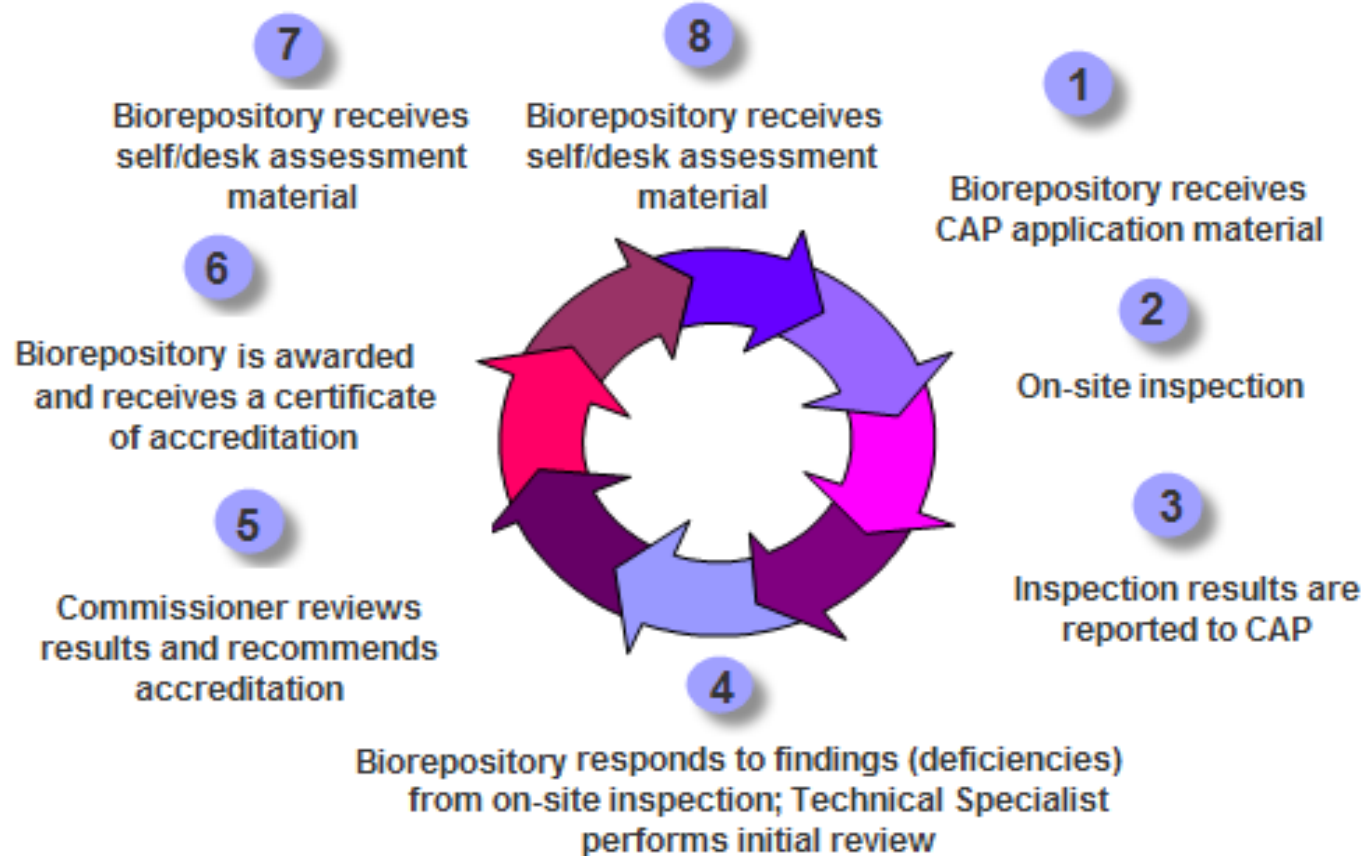 1
Biorepository receives
CAP application material
2
On-site inspection
3
Inspection results are
reported to CAP
4
Biorepository responds to findings (deficiencies)
from on-site inspection; Technical Specialist
performs initial review
5
Commissioner reviews
results and recommends
accreditation
6
Biorepository is awarded
and receives a certificate
of accreditation
7
Biorepository receives
self/desk assessment
material
8
Biorepository receives
self/desk assessment
material